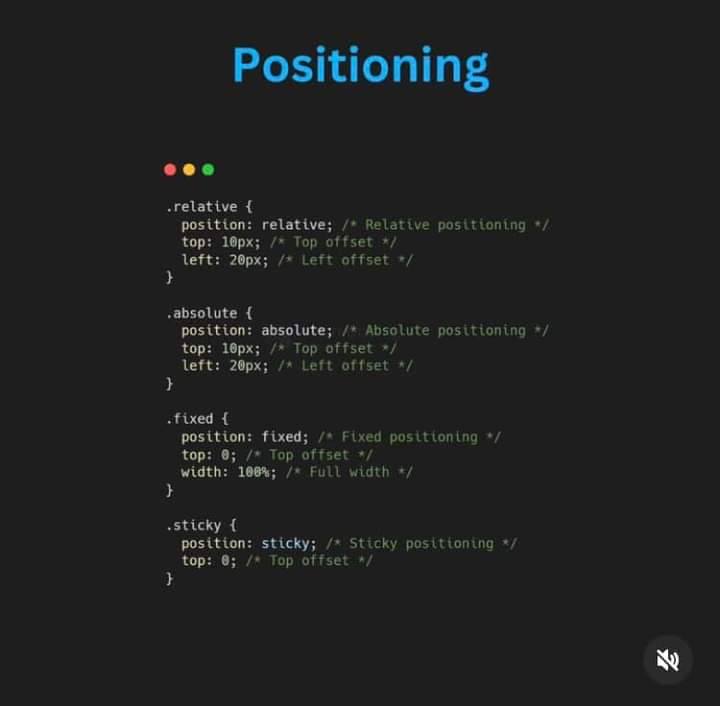 Positioning
.relative {
  position: relative; /* Relative positioning */
  top: 10px; /* Top offset */
  left: 20px; /* Left offset */
}
.absolute {
  position: absolute; /* Absolute positioning */
  top: 10px; /* Top offset */
  left: 20px; /* Left offset */
}
.fixed {
  position: fixed; /* Fixed positioning */
  top: 0; /* Top offset */
  width: 100%; /* Full width */
}
.sticky {
  position: sticky; /* Sticky positioning */
  top: 0; /* Top offset */
}